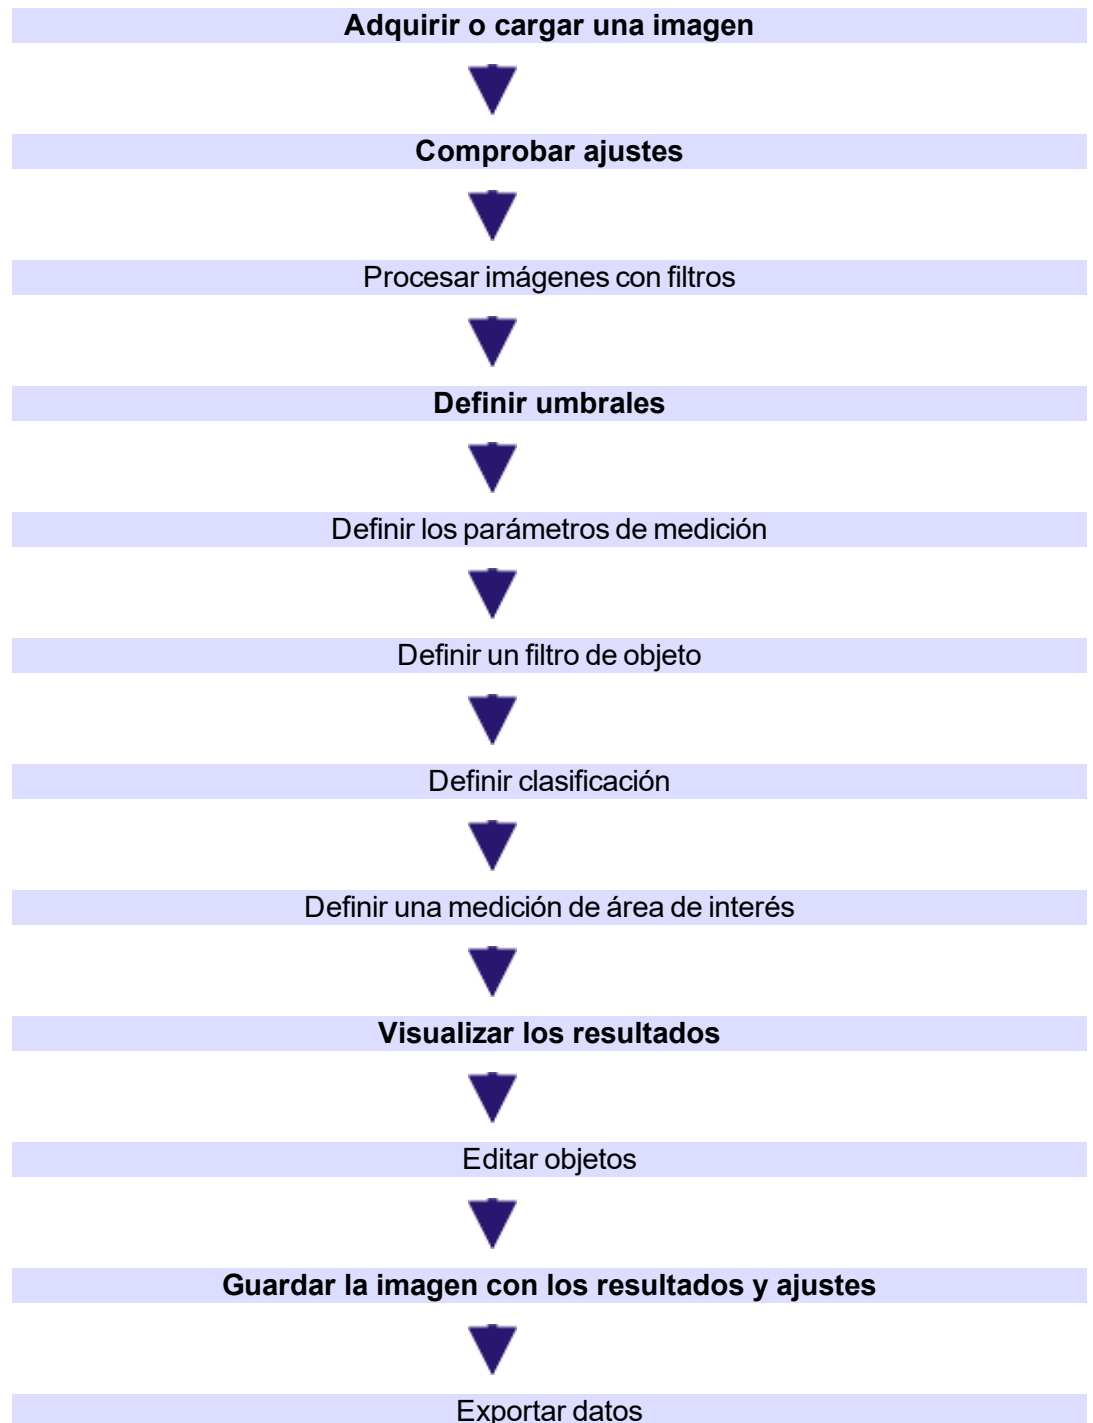 Adquirir o cargar una imagen
Comprobar ajustes
Procesar imágenes con filtros
Definir umbrales
Definir los parámetros de medición
Definir un filtro de objeto
Definir clasificación
Definir una medición de área de interés
Visualizar los resultados
Editar objetos
Guardar la imagen con los resultados y ajustes
Exportar datos